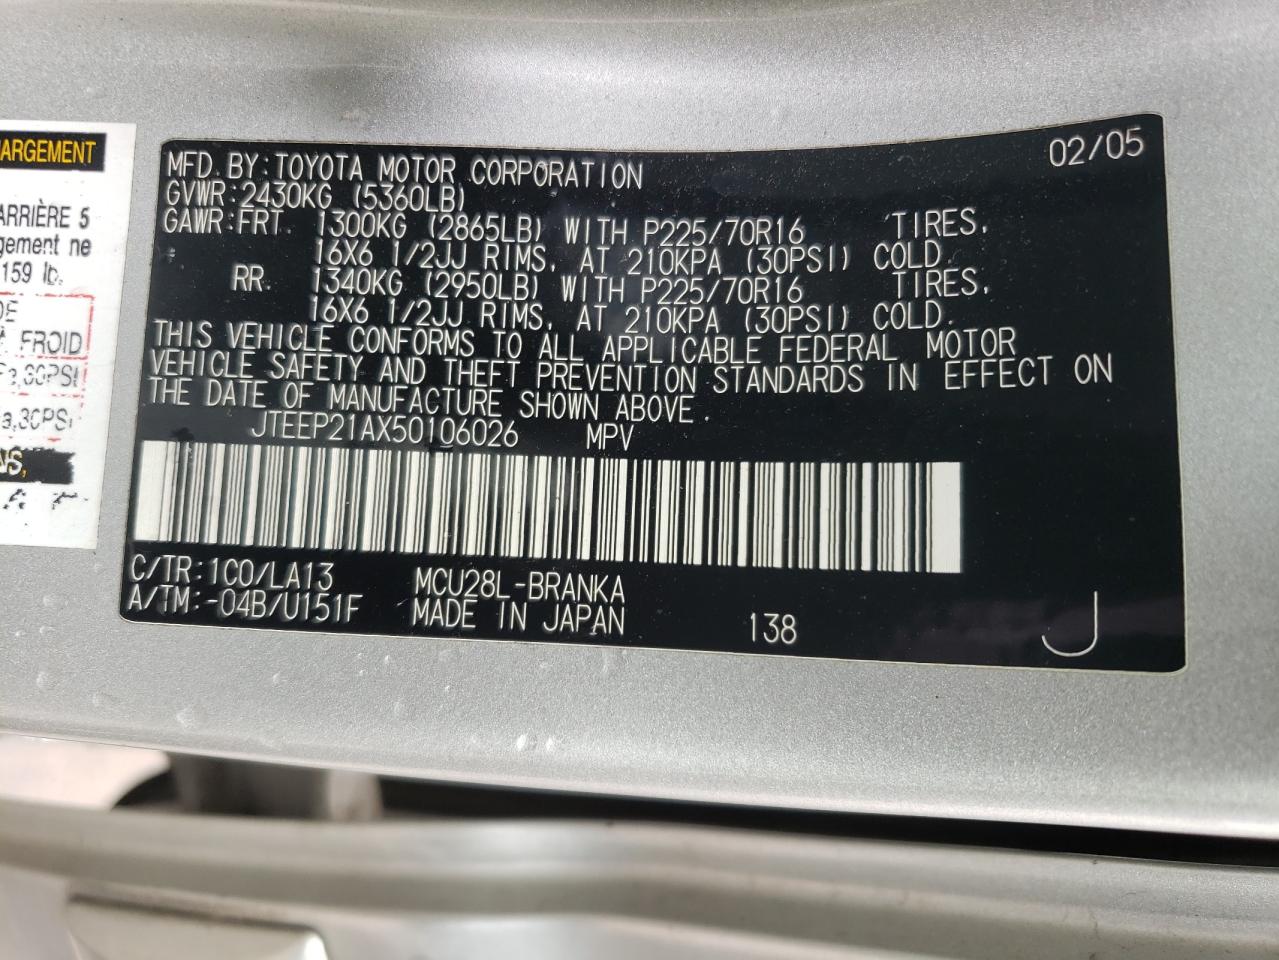 ARGEMENT
ARRIÈRE 5
gement ne
159 lb.
FROID
MFD. BY: TOYOTA MOTOR CORPORATION 02/05
GVWR: 2430KG (5360LB)
GAWR: FRT. 1300KG (2865LB) WITH P225/70R16 TIRES,
16X6 1/2JJ RIMS, AT 210KPA (30PSI) COLD
RR. 1340KG (2950LB) WITH P225/70R16 TIRES,
16X6 1/2JJ RIMS, AT 210KPA (30PSI) COLD.
THIS VEHICLE CONFORMS TO ALL APPLICABLE FEDERAL MOTOR
VEHICLE SAFETY AND THEFT PREVENTION STANDARDS IN EFFECT ON
THE DATE OF MANUFACTURE SHOWN ABOVE.
JTEEP21AX50106026 MPV
C/TR: 1C0/LA13 MCU28L-BRANKA
A/TM: -04B/U151F MADE IN JAPAN 138 J